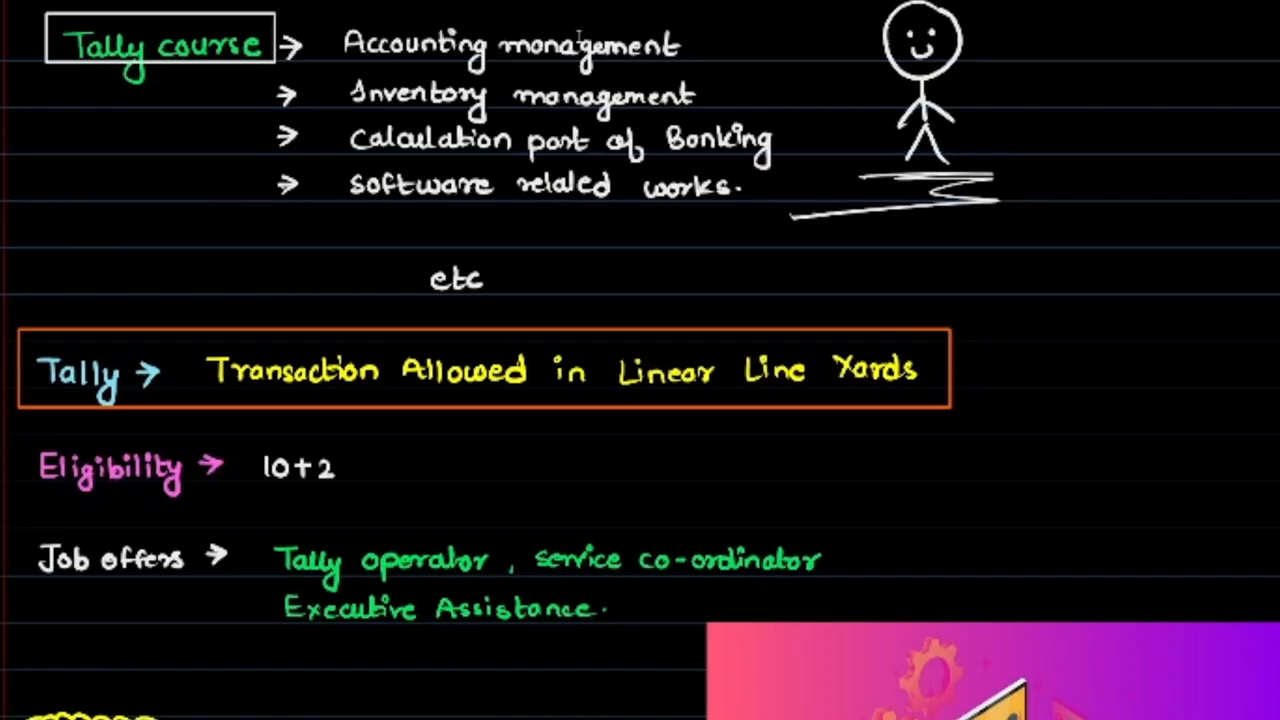 Tally course → Accounting management
→ Inventory management
→ Calculation part of Banking
→ Software related works.
etc
Tally → Transaction Allowed in Linear Line Yards
Eligibility → 10+2
Job offers → Tally operator, service co-ordinator
Executive Assistance.